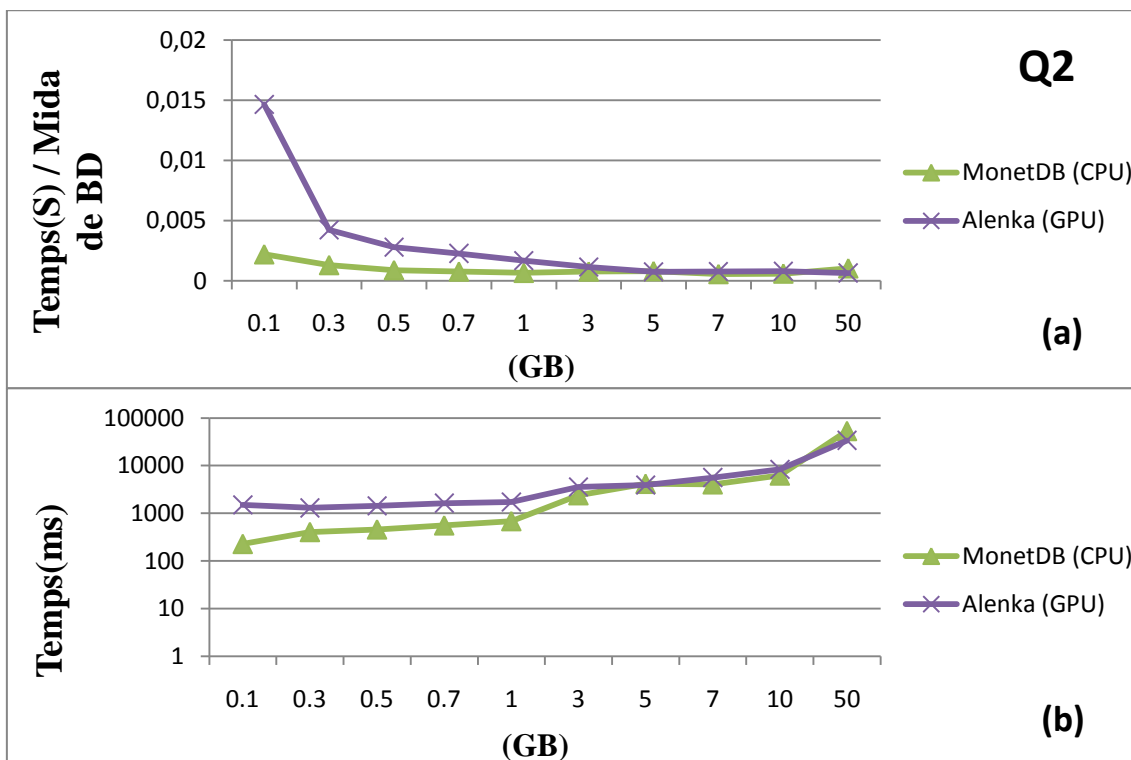 Q2
Temps(S) / Mida
de BD
0,02
0,015
0,01
0,005
0
0.1 0.3 0.5 0.7 1 3 5 7 10 50
(GB)
MonetDB (CPU)
Alenka (GPU)
(a)
Temps(ms)
100000
10000
1000
100
10
1
0.1 0.3 0.5 0.7 1 3 5 7 10 50
(GB)
MonetDB (CPU)
Alenka (GPU)
(b)